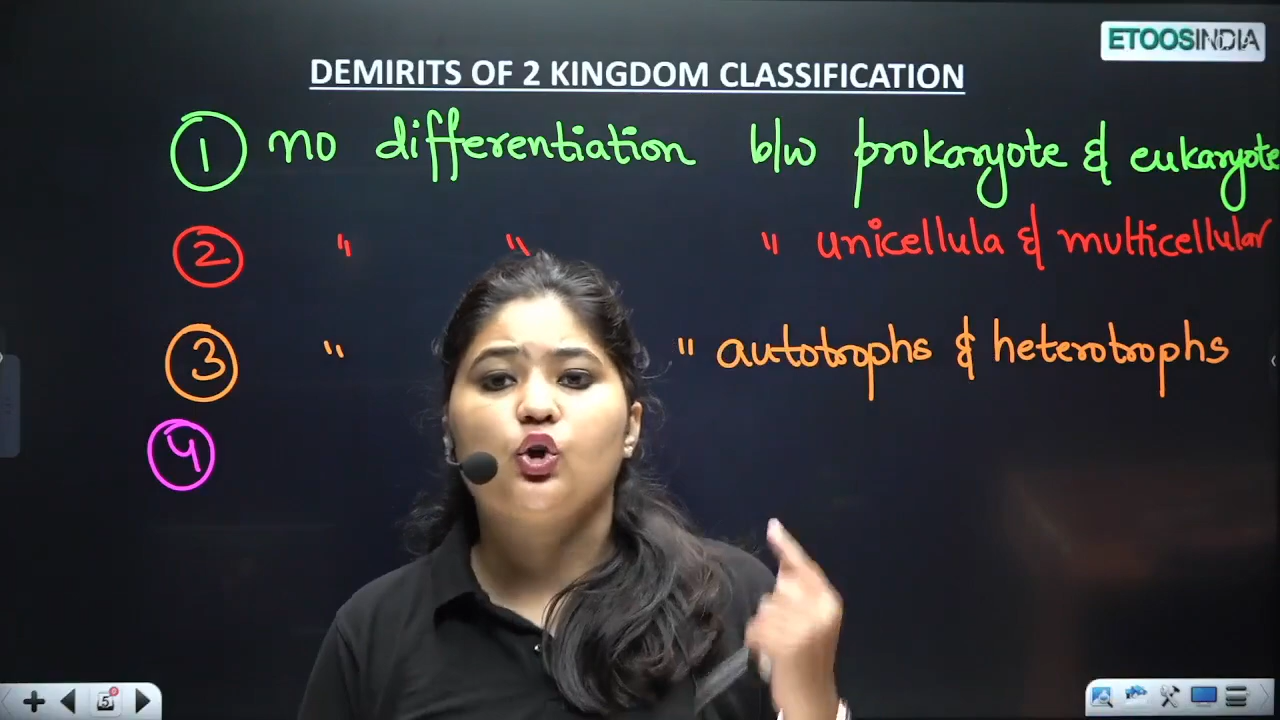 ETOOSINDIA
DEMIRITS OF 2 KINGDOM CLASSIFICATION
1 no differentiation b/w prokaryote & eukaryote
2 " " " unicellula & multicellular
3 " " autotrophs & heterotrophs
4
5